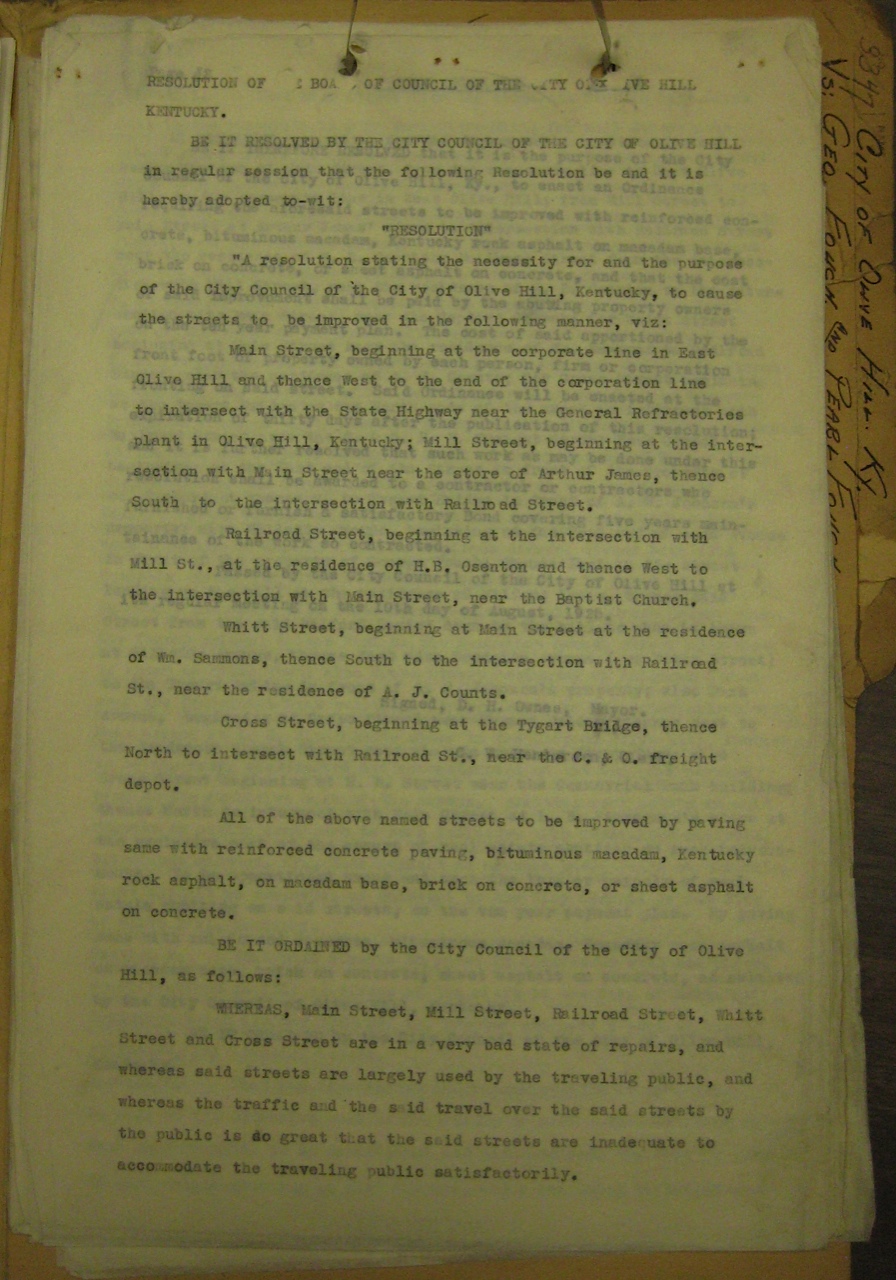 RESOLUTION OF BOA OF COUNCIL OF THE CITY O IVE HILL
KENTUCKY.
BE IT RESOLVED BY THE CITY COUNCIL OF THE CITY OF OLIVE HILL
in regular session that the following Resolution be and it is
hereby adopted to-wit:
"RESOLUTION"
"A resolution stating the necessity for and the purpose
of the City Council of the City of Olive Hill, Kentucky, to cause
the streets to be improved in the following manner, viz:
Main Street, beginning at the corporate line in East
Olive Hill and thence West to the end of the corporation line
to intersect with the State Highway near the General Refractories
plant in Olive Hill, Kentucky; Mill Street, beginning at the inter-
section with Main Street near the store of Arthur James, thence
South to the intersection with Railroad Street.
Railroad Street, beginning at the intersection with
Mill St., at the residence of H.B. Osenton and thence West to
the intersection with Main Street, near the Baptist Church.
Whitt Street, beginning at Main Street at the residence
of Wm. Sammons, thence South to the intersection with Railroad
St., near the residence of A. J. Counts.
Cross Street, beginning at the Tygart Bridge, thence
North to intersect with Railroad St., near the C. & O. freight
depot.
All of the above named streets to be improved by paving
same with reinforced concrete paving, bituminous macadam, Kentucky
rock asphalt, on macadam base, brick on concrete, or sheet asphalt
on concrete.
BE IT ORDAINED by the City Council of the City of Olive
Hill, as follows:
WHEREAS, Main Street, Mill Street, Railroad Street, Whitt
Street and Cross Street are in a very bad state of repairs, and
whereas said streets are largely used by the traveling public, and
whereas the traffic and the said travel over the said streets by
the public is do great that the said streets are inadequate to
accommodate the traveling public satisfactorily.
3347 CITY OF OLIVE HILL. KY.
VS: GEO. FOUCH AND PEARL FOUCH